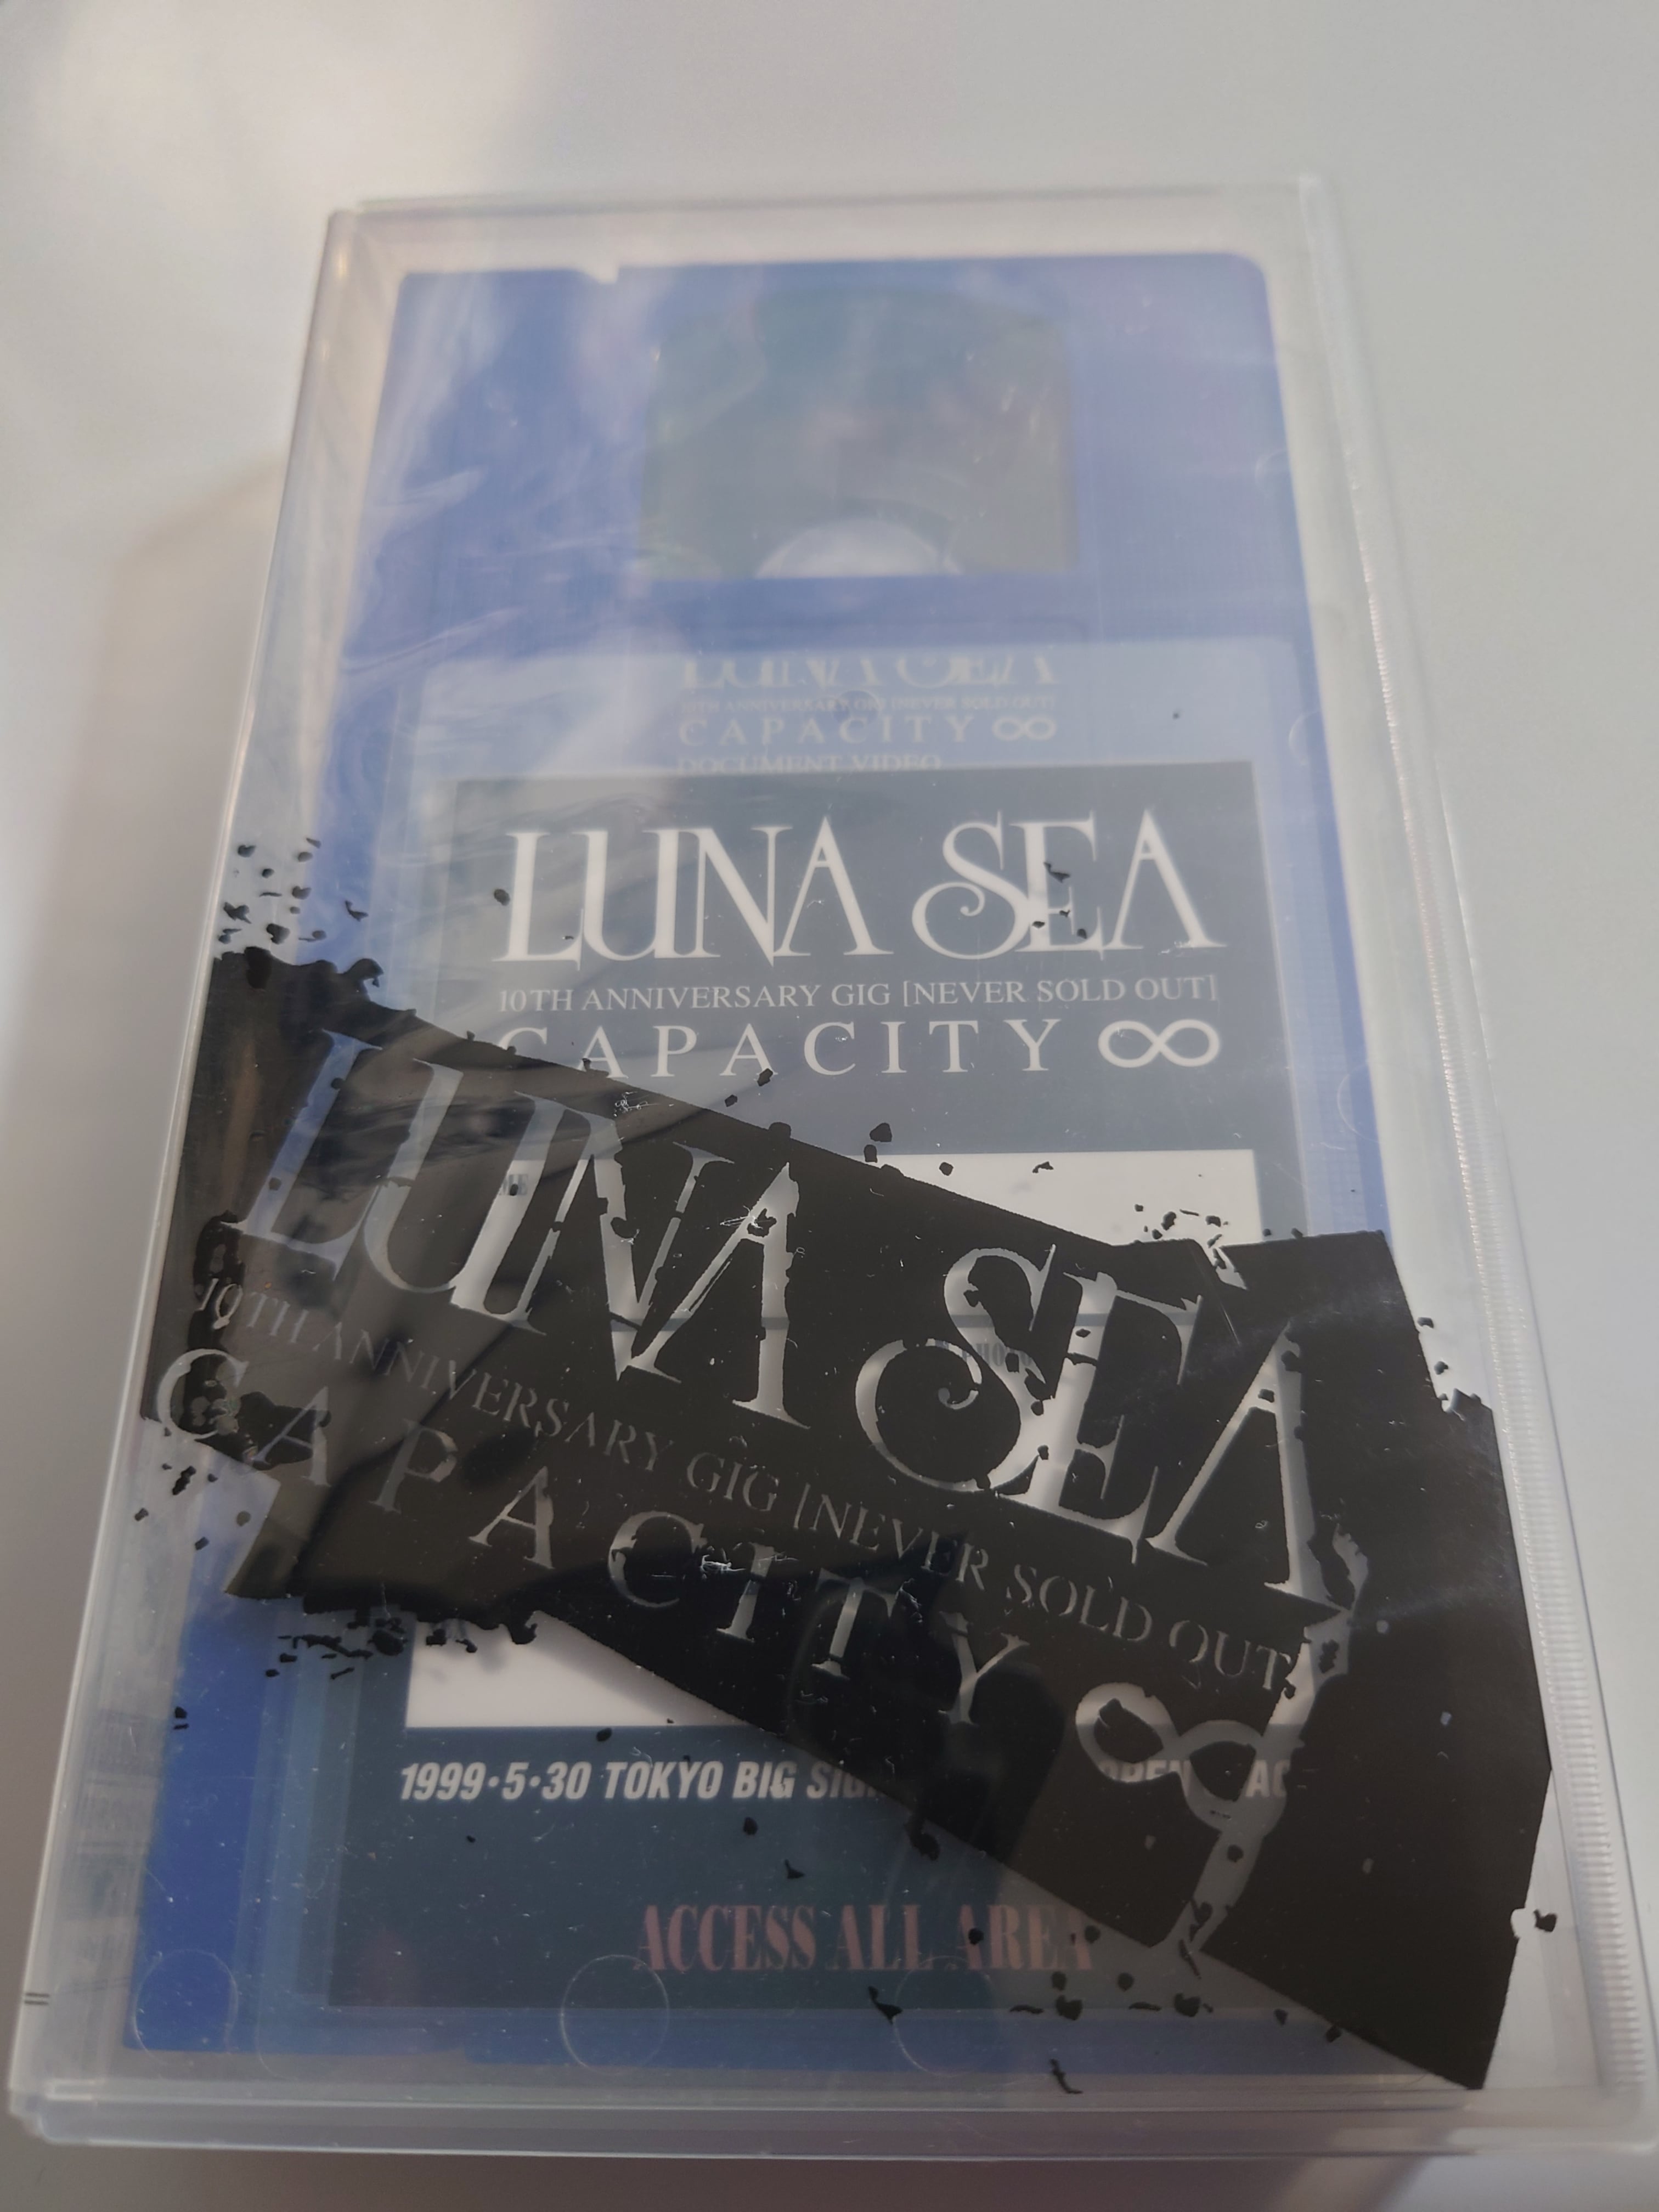 LUNA SEA
10TH ANNIVERSARY GIG [NEVER SOLD OUT]
CAPACITY ∞
DOCUMENT VIDEO
LUNA SEA
10TH ANNIVERSARY GIG [NEVER SOLD OUT]
CAPACITY ∞
LUNA SEA
10TH ANNIVERSARY GIG [NEVER SOLD OUT]
CAPACITY ∞
1999·5·30 TOKYO BIG
ACCESS ALL AREA